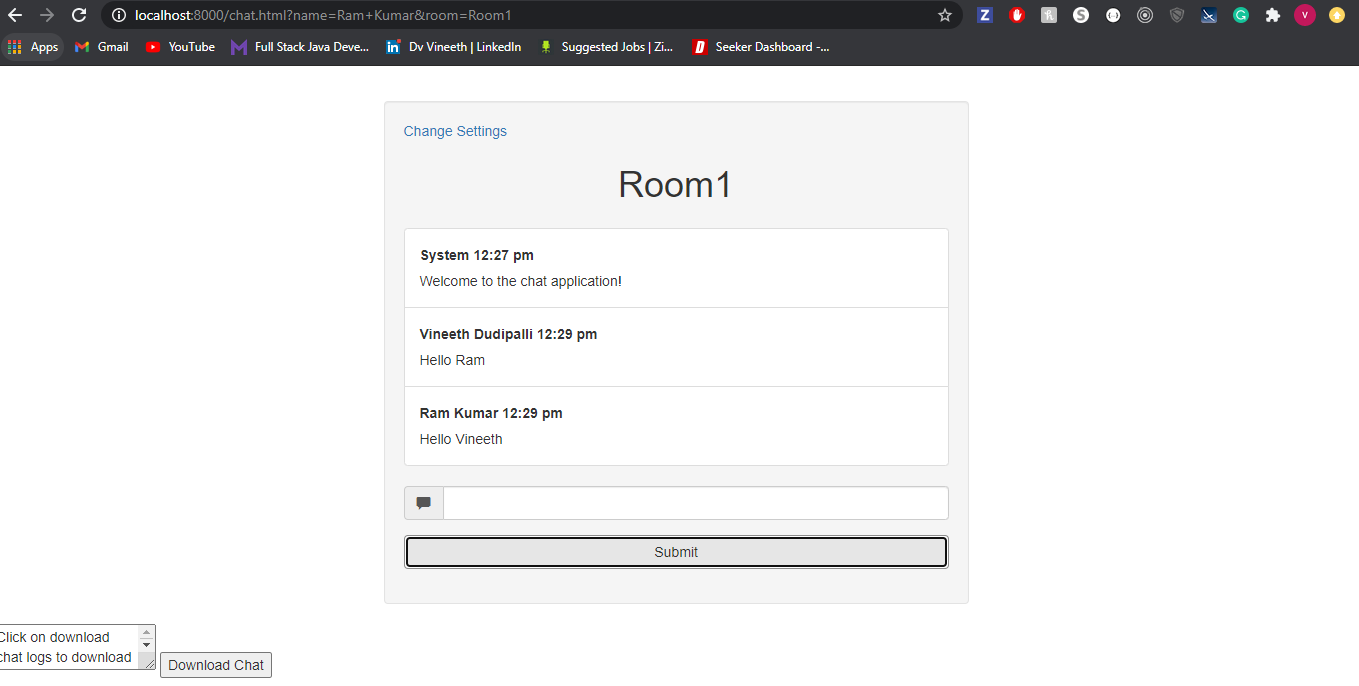 localhost:8000/chat.html?name=Ram+Kumar&room=Room1
Apps Gmail YouTube Full Stack Java Deve... Dv Vineeth | LinkedIn Suggested Jobs | Zi... Seeker Dashboard -...
Change Settings
Room1
System 12:27 pm
Welcome to the chat application!
Vineeth Dudipalli 12:29 pm
Hello Ram
Ram Kumar 12:29 pm
Hello Vineeth
Submit
Click on download
chat logs to download
Download Chat